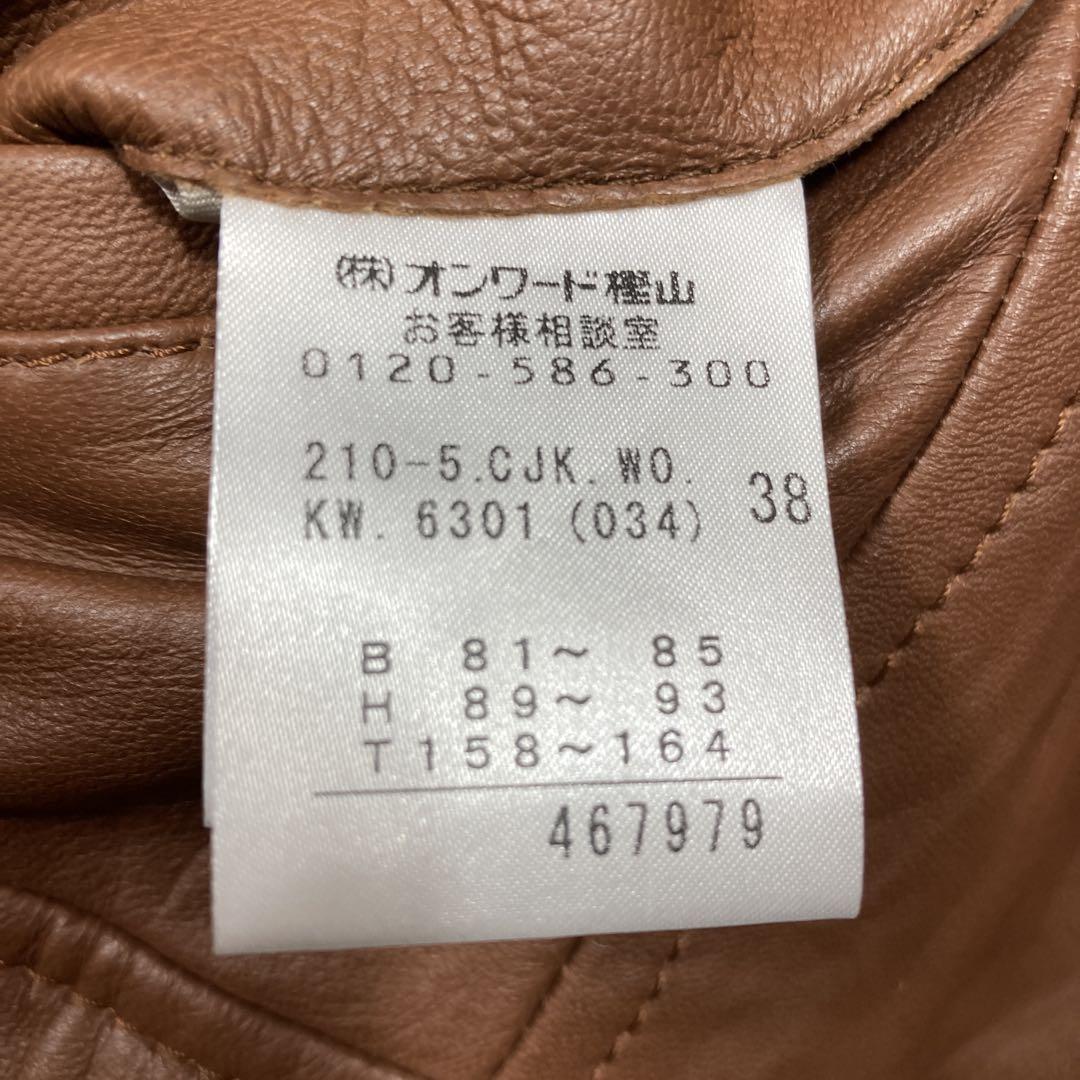 (株)オンワード樫山
お客様相談室
0120-586-300
210-5.CJK.WO.
KW. 6301 (034) 38
B 81~ 85
H 89~ 93
T158~164
467979